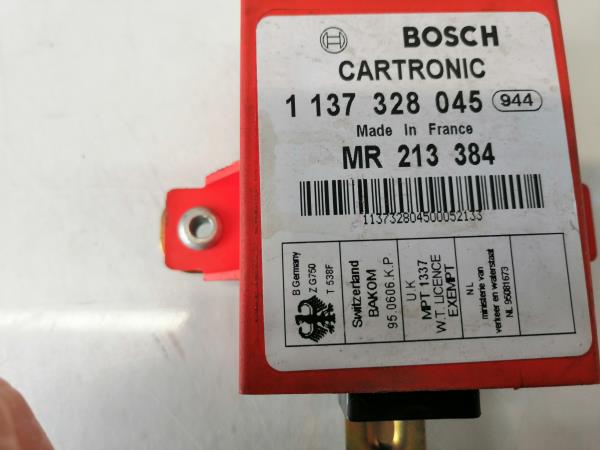 BOSCH
CARTRONIC
1 137 328 045 944
Made In France
MR 213 384
113732804500052133
B Germany
Z G750
T 538F
Switzerland
BAKOM
95.0606.K.P
U.K
MPT 1337
W.T. LICENCE
EXEMPT
NL
ministerie van
verkeer en waterstaat
NL 95081673